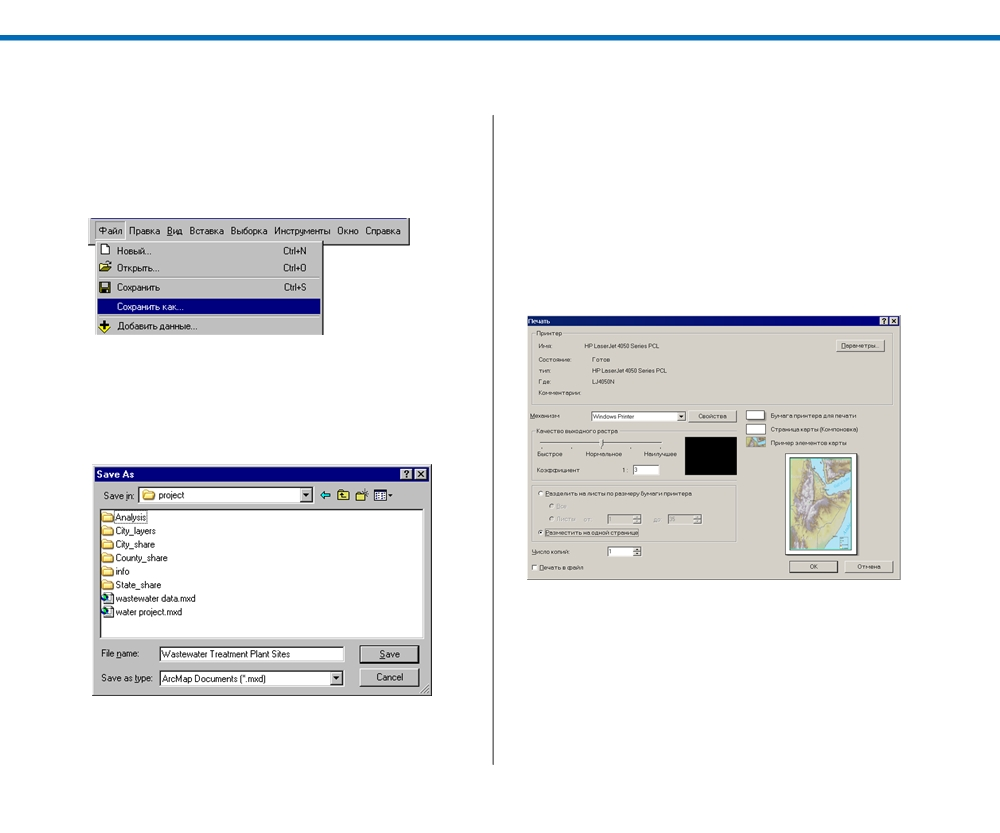 Файл Правка Вид Вставка Выборка Инструменты Окно Справка
Новый... Ctrl+N
Открыть... Ctrl+O
Сохранить Ctrl+S
Сохранить как...
Добавить данные...
Save As
Save in: project
Analysis
City_layers
City_share
County_share
info
State_share
wastewater data.mxd
water project.mxd
File name: Wastewater Treatment Plant Sites Save
Save as type: ArcMap Documents (*.mxd) Cancel
Печать
Принтер
Имя: HP LaserJet 4050 Series PCL Параметры...
Состояние: Готов
тип: HP LaserJet 4050 Series PCL
Где: LJ4050N
Комментарии:
Механизм Windows Printer Свойства
Бумага принтера для печати
Страница карты (Компоновка)
Пример элементов карты
Качество выходного растра
Быстрое Нормальное Наилучшее
Коэффициент 1 : 3
Разделить на листы по размеру бумаги принтера
Все
Листы от: 1 до: 35
Разместить на одной странице
Число копий: 1
Печать в файл
OK Отмена